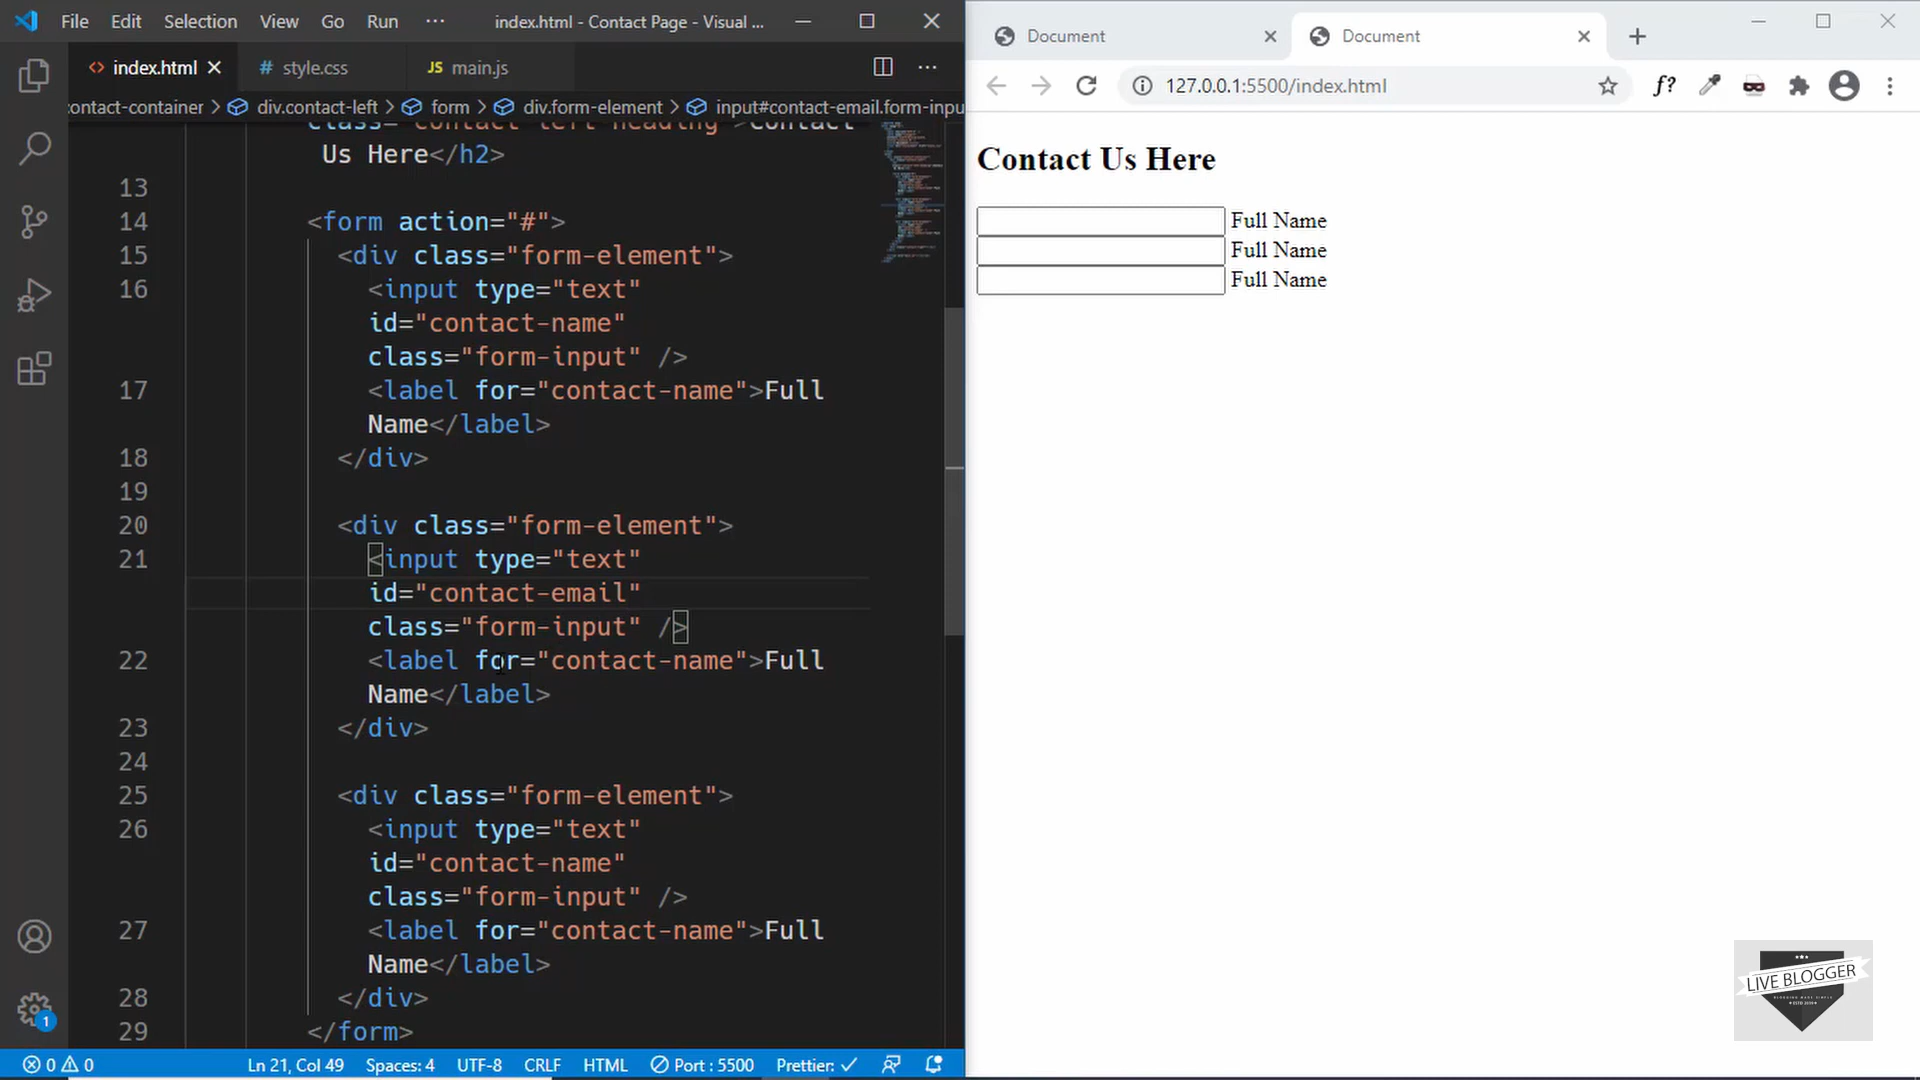 File Edit Selection View Go Run ··· index.html - Contact Page - Visual ...
index.html style.css main.js
contact-container > div.contact-left > form > div.form-element > input#contact-email.form-inpu
class="contact-left-heading">Contact
Us Here</h2>
13
14 <form action="#">
15 <div class="form-element">
16 <input type="text"
id="contact-name"
class="form-input" />
17 <label for="contact-name">Full
Name</label>
18 </div>
19
20 <div class="form-element">
21 <input type="text"
id="contact-email"
class="form-input" />
22 <label for="contact-name">Full
Name</label>
23 </div>
24
25 <div class="form-element">
26 <input type="text"
id="contact-name"
class="form-input" />
27 <label for="contact-name">Full
Name</label>
28 </div>
29 </form>
1
0 0 Ln 21, Col 49 Spaces: 4 UTF-8 CRLF HTML Port : 5500 Prettier: ✓
Document Document
127.0.0.1:5500/index.html f?
Contact Us Here
Full Name
Full Name
Full Name
LIVE BLOGGER